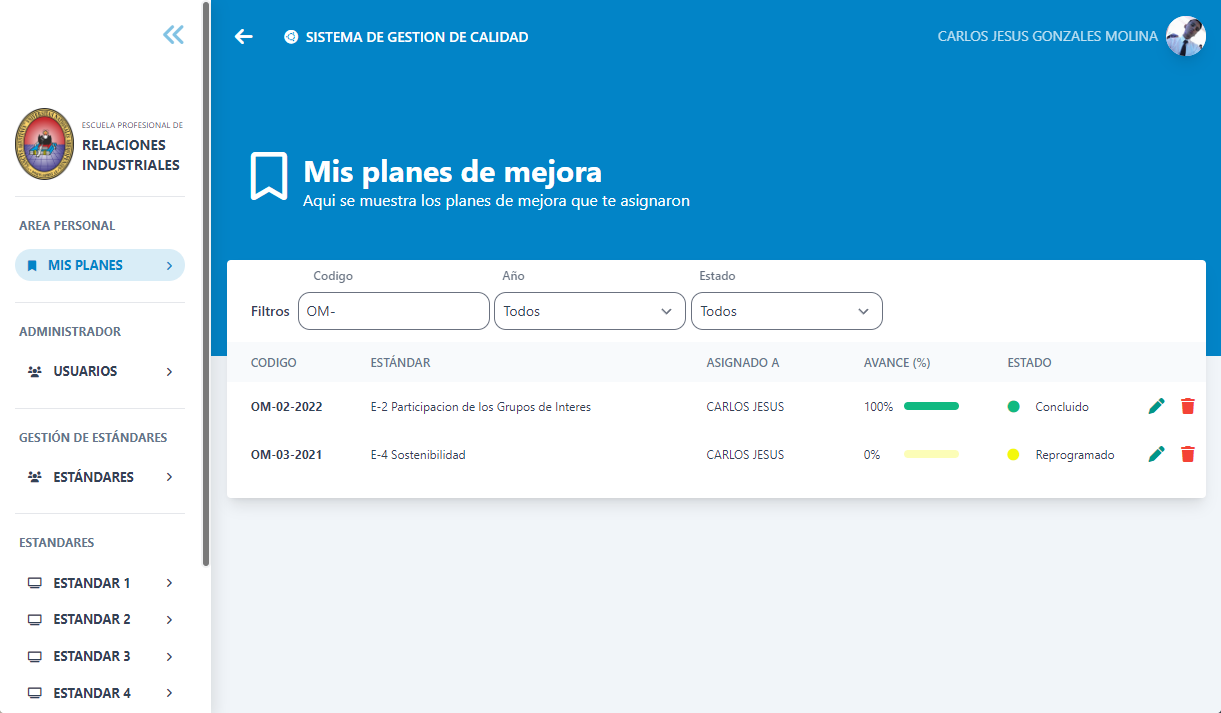 SISTEMA DE GESTION DE CALIDAD
CARLOS JESUS GONZALES MOLINA
ESCUELA PROFESIONAL DE
RELACIONES
INDUSTRIALES
AREA PERSONAL
MIS PLANES
ADMINISTRADOR
USUARIOS
GESTIÓN DE ESTÁNDARES
ESTÁNDARES
ESTANDARES
ESTANDAR 1
ESTANDAR 2
ESTANDAR 3
ESTANDAR 4
Mis planes de mejora
Aqui se muestra los planes de mejora que te asignaron
Codigo Año Estado
Filtros OM- Todos Todos
CODIGO ESTÁNDAR ASIGNADO A AVANCE (%) ESTADO
OM-02-2022 E-2 Participacion de los Grupos de Interes CARLOS JESUS 100% Concluido
OM-03-2021 E-4 Sostenibilidad CARLOS JESUS 0% Reprogramado